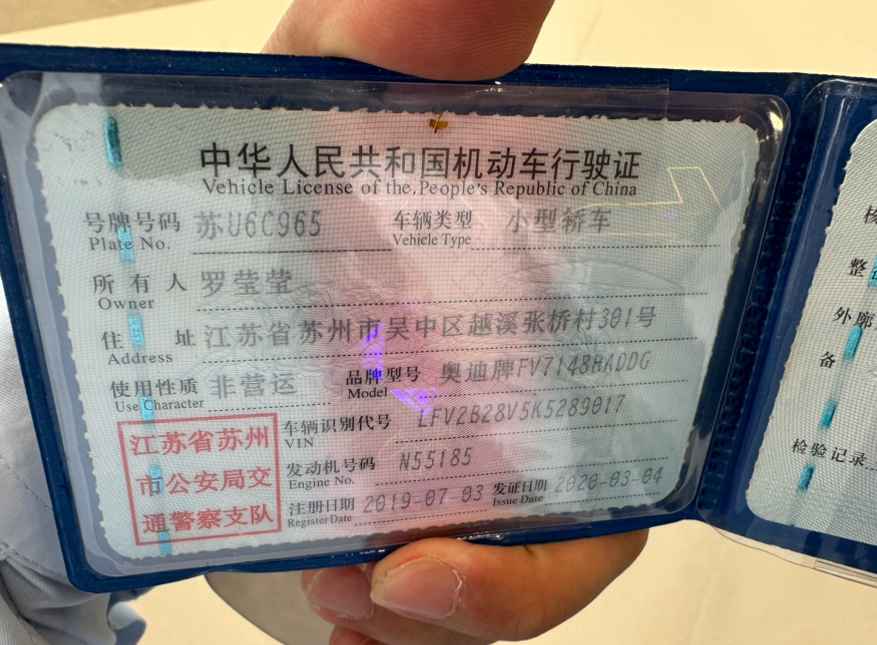 中华人民共和国机动车行驶证
Vehicle License of the People's Republic of China
号牌号码 苏U6C965 车辆类型 小型轿车
Plate No. Vehicle Type
所有人 罗莹莹
Owner
住址 江苏省苏州市吴中区越溪张桥村301号
Address
使用性质 非营运 品牌型号 奥迪牌FV7148HADDG
Use Character Model
江苏省苏州
市公安局交
通警察支队
车辆识别代号 LFV2B28V5K5289017
VIN
发动机号码 N55185
Engine No.
注册日期 2019-07-03 发证日期 2020-03-04
Register Date Issue Date
核
整
外廓
备
检验记录